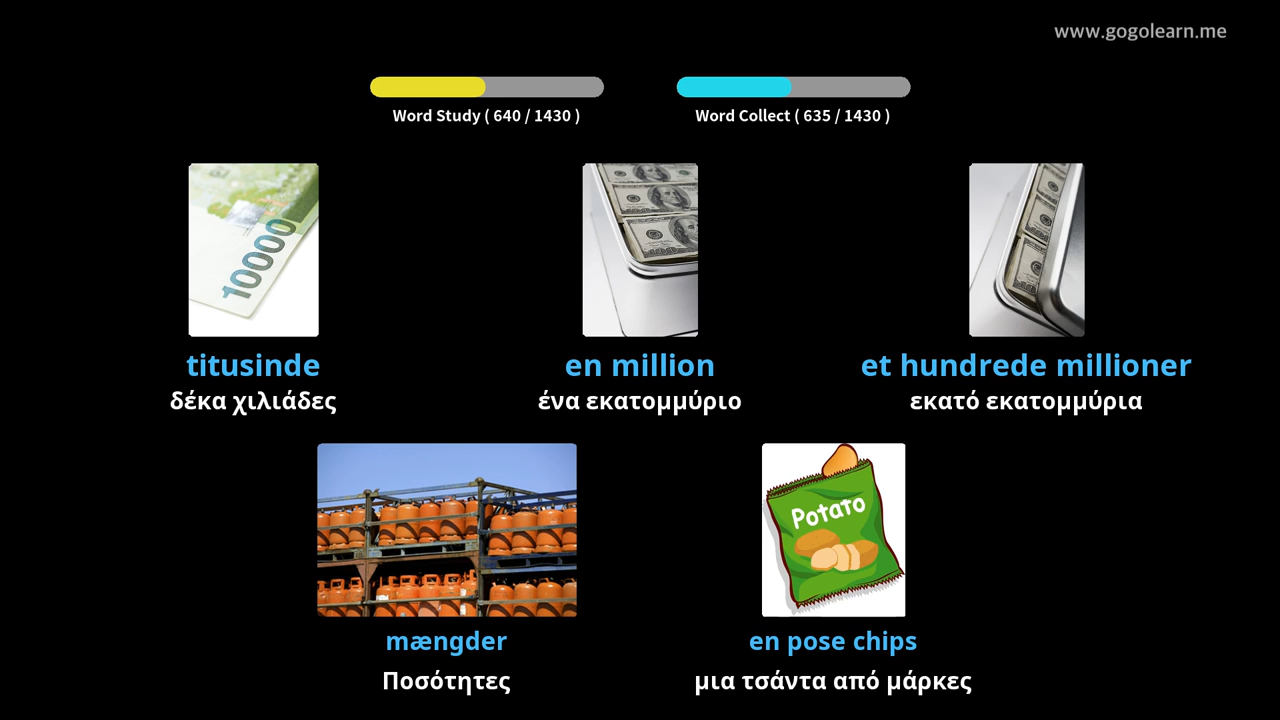 www.gogolearn.me
Word Study ( 640 / 1430 )
Word Collect ( 635 / 1430 )
10000
titusinde
δέκα χιλιάδες
en million
ένα εκατομμύριο
et hundrede millioner
εκατό εκατομμύρια
mængder
Ποσότητες
Potato
en pose chips
μια τσάντα από μάρκες